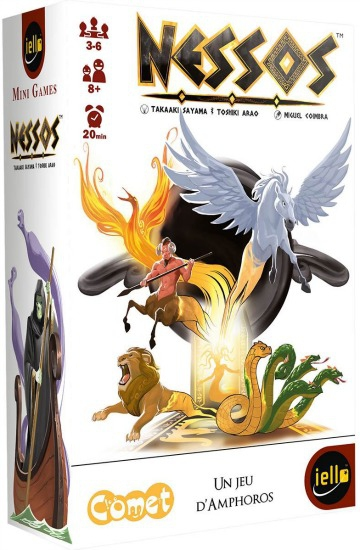 iello
MINI GAMES
NESSOS
TAKAAKI SAYAMA & TOSHIKI ARAO
3-6
8+
20min
NESSOS™
TAKAAKI SAYAMA & TOSHIKI ARAO
MIGUEL COIMBRA
Comet
UN JEU
D'AMPHOROS
iello